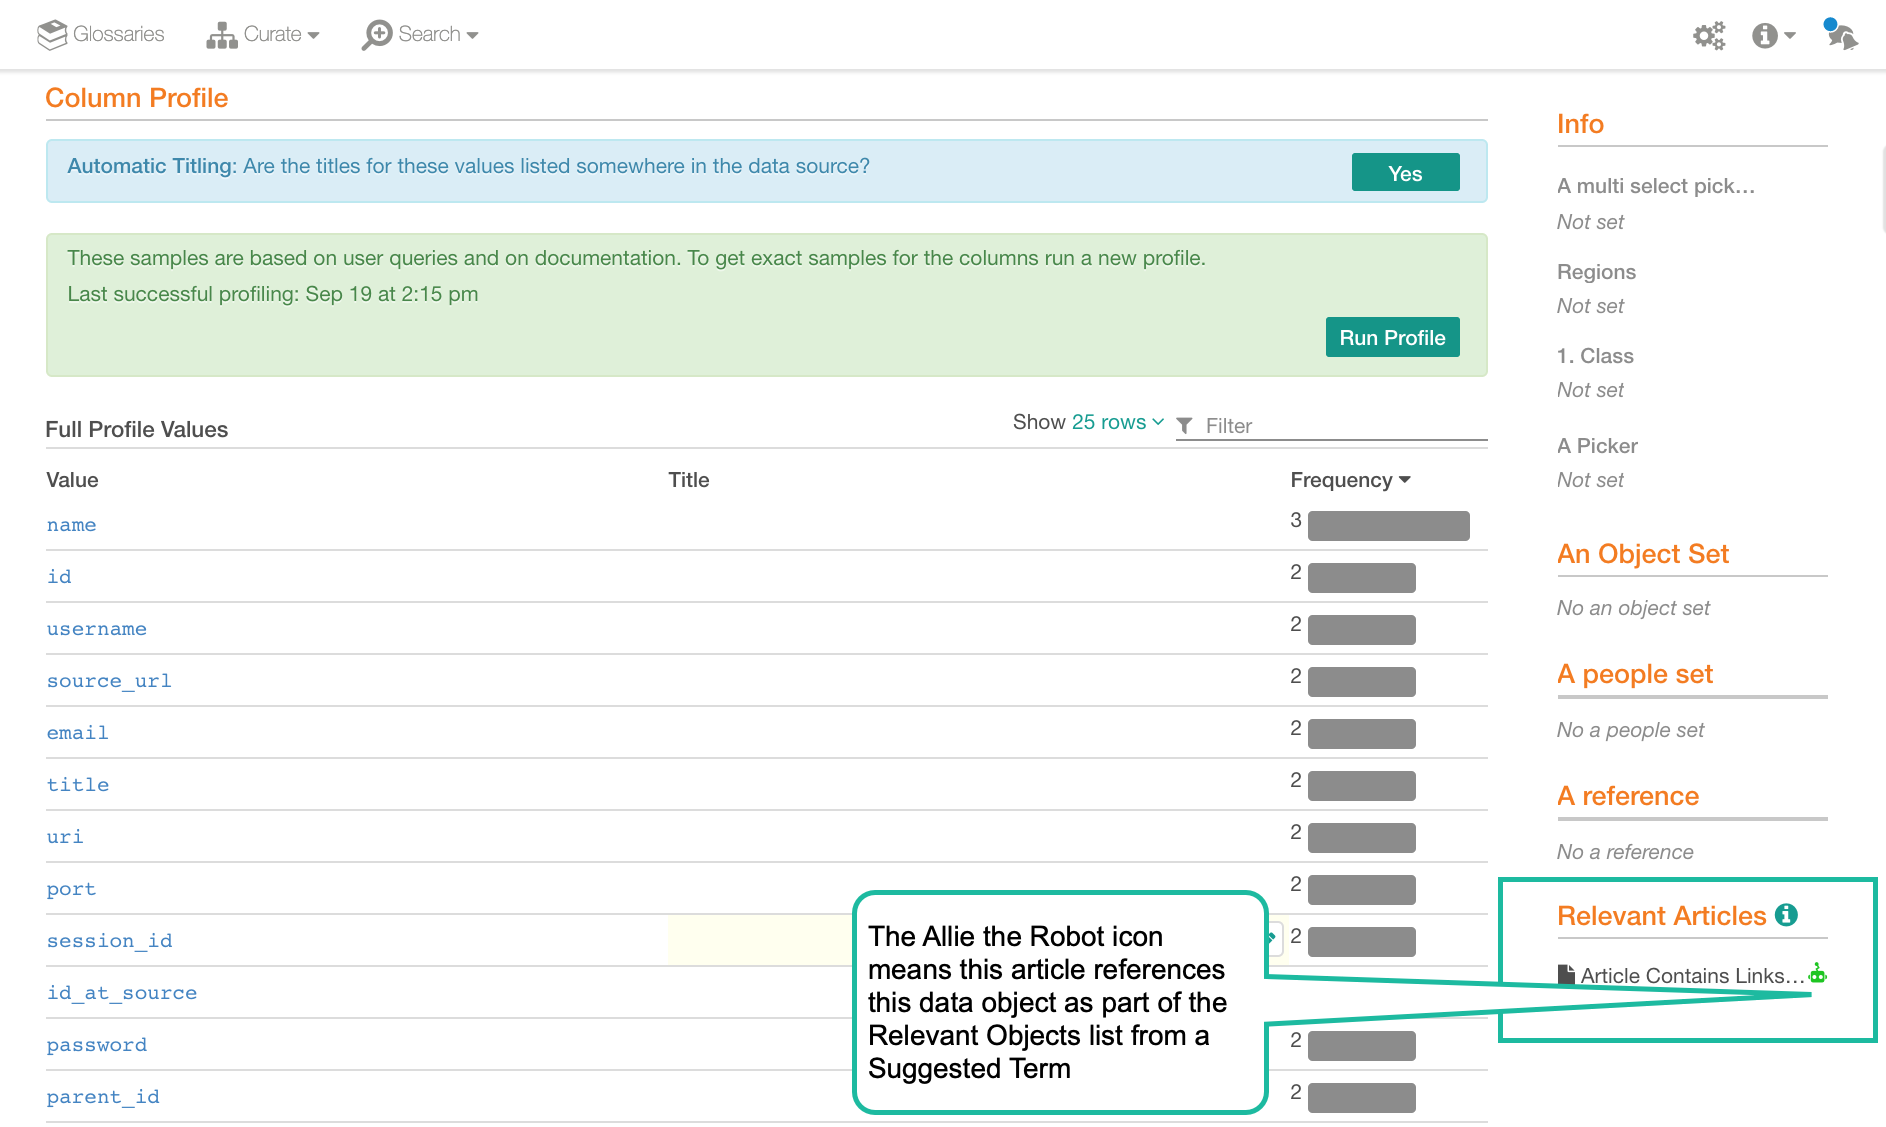 Glossaries Curate Search
Column Profile
Automatic Titling: Are the titles for these values listed somewhere in the data source?
Yes
These samples are based on user queries and on documentation. To get exact samples for the columns run a new profile.
Last successful profiling: Sep 19 at 2:15 pm
Run Profile
Full Profile Values
Show 25 rows
Filter
Value Title Frequency
name 3
id 2
username 2
source_url 2
email 2
title 2
uri 2
port 2
session_id 2
id_at_source
password 2
parent_id 2
The Allie the Robot icon
means this article references
this data object as part of the
Relevant Objects list from a
Suggested Term
Info
A multi select pick...
Not set
Regions
Not set
1. Class
Not set
A Picker
Not set
An Object Set
No an object set
A people set
No a people set
A reference
No a reference
Relevant Articles
Article Contains Links...